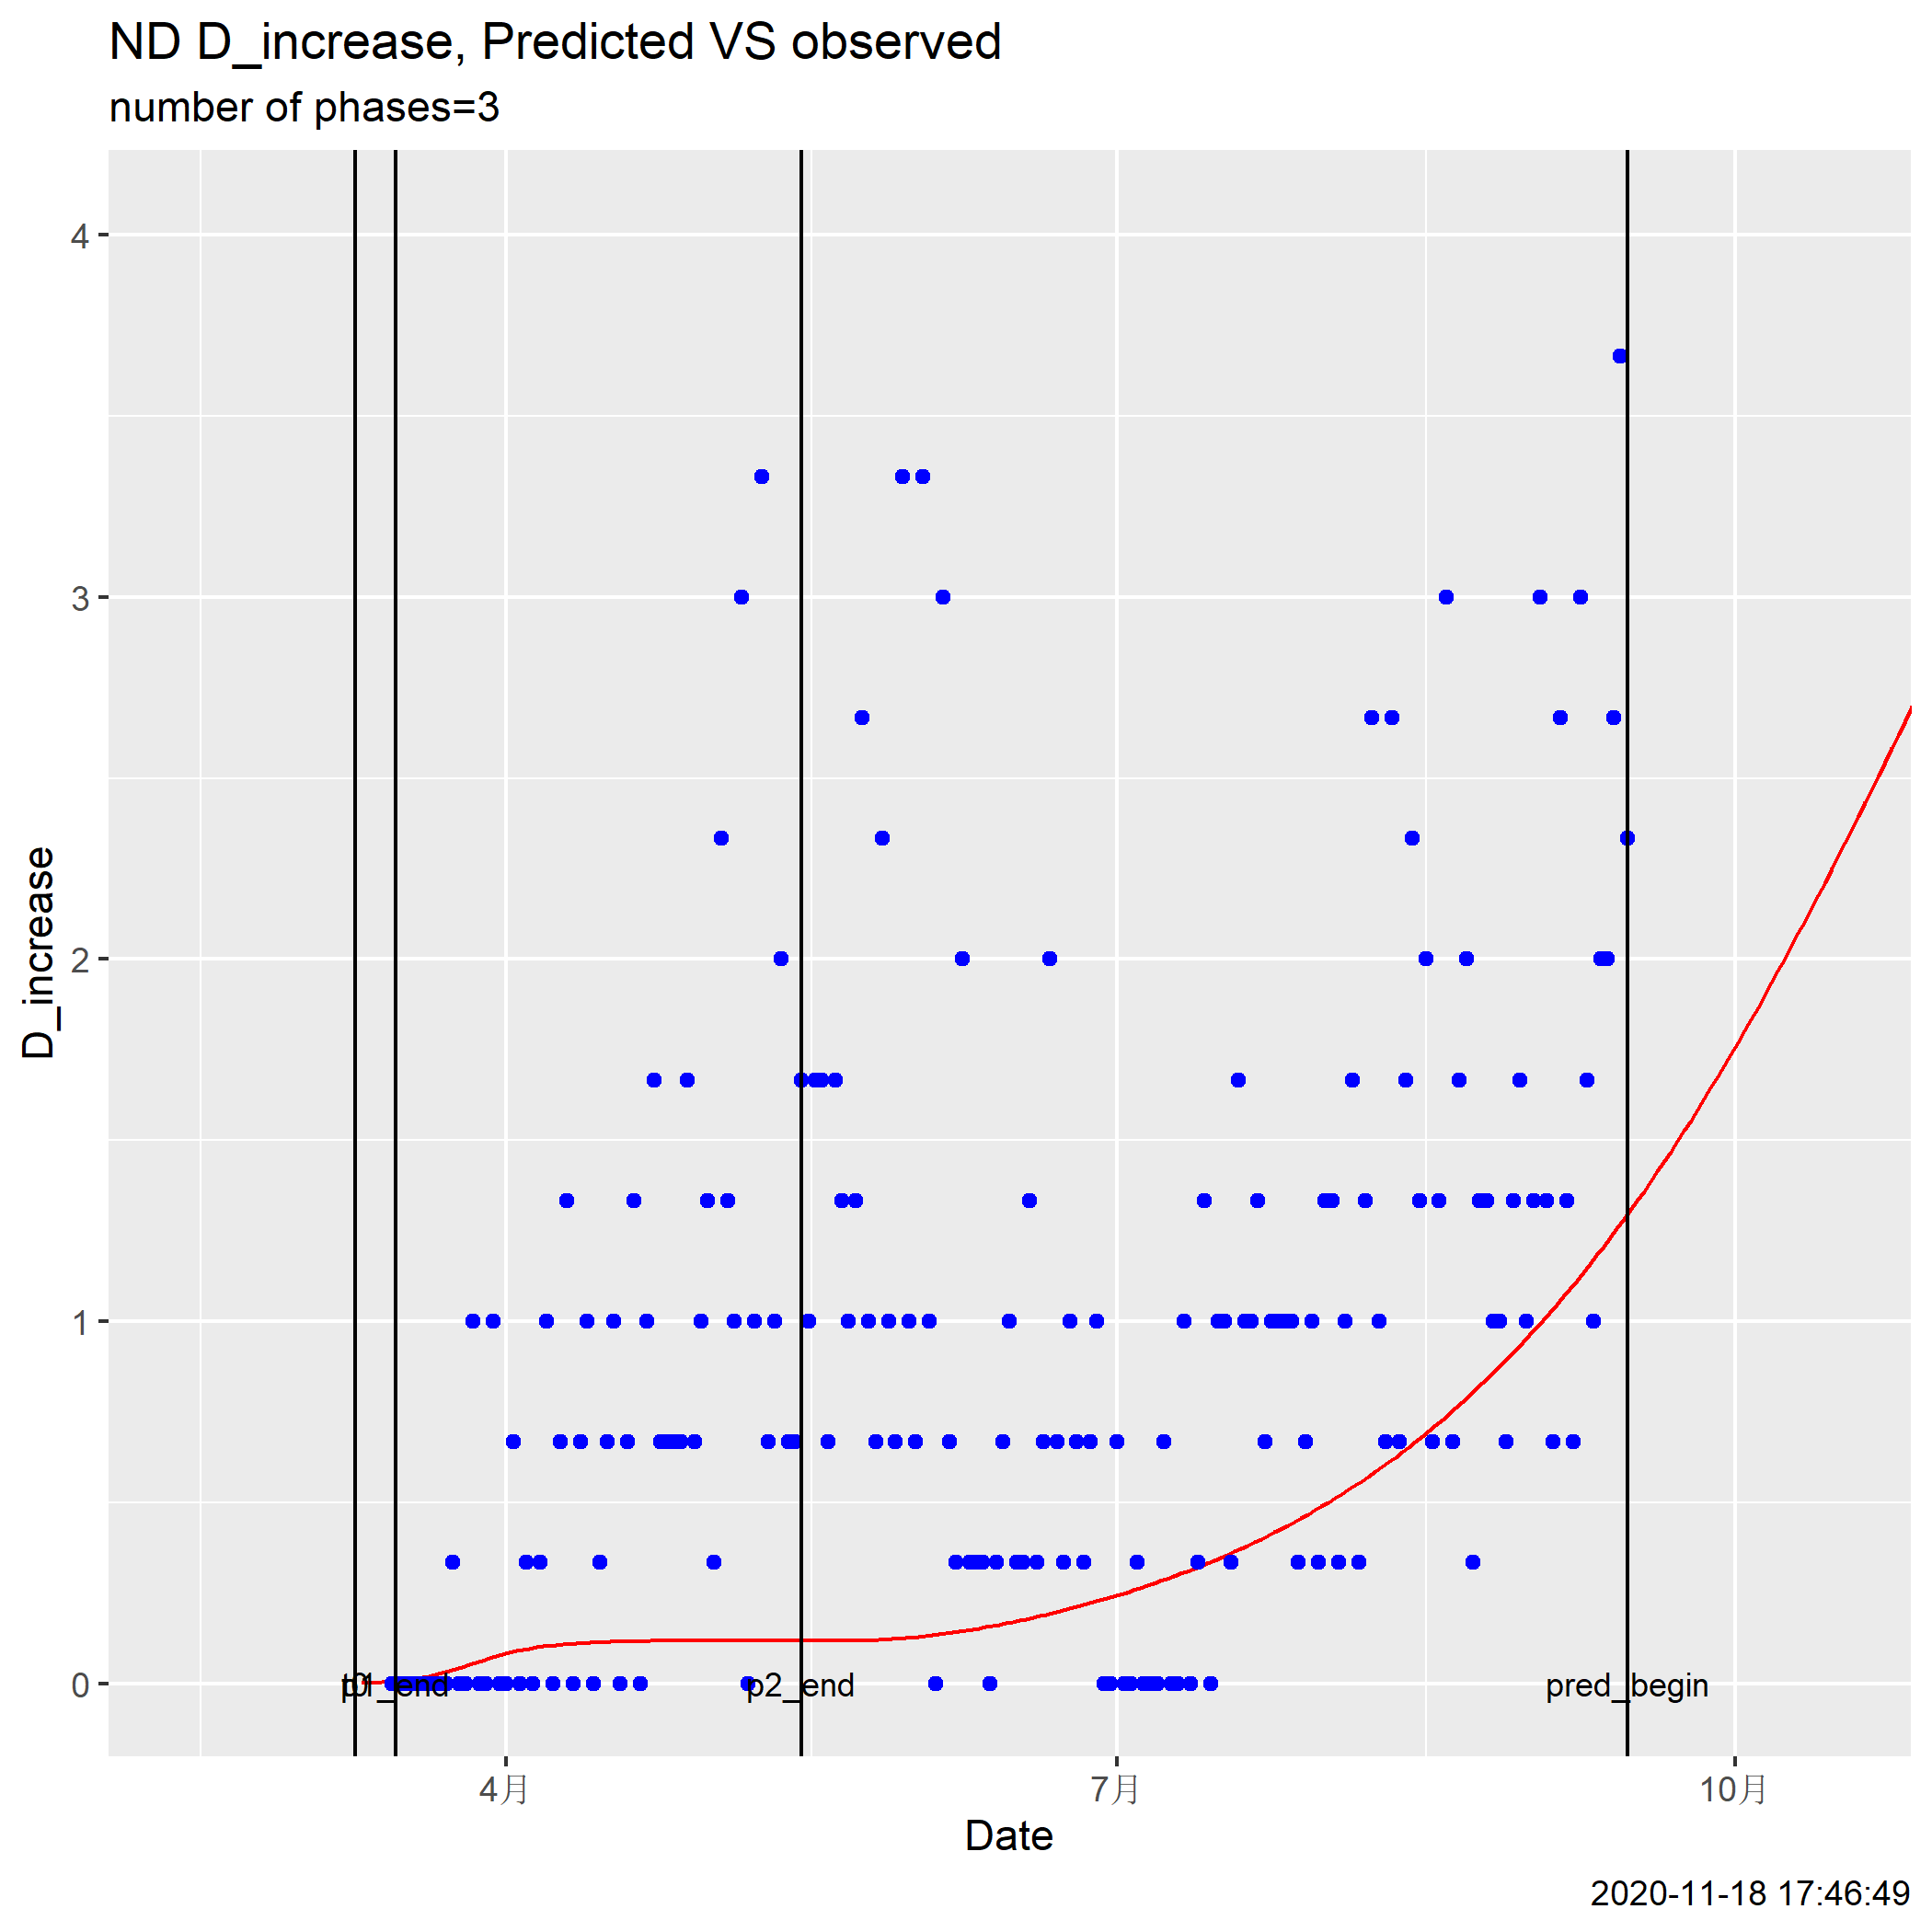 ND D_increase, Predicted VS observed
number of phases=3
4
3
2
1
0
D_increase
p1_end
p2_end
pred_begin
4月
7月
10月
Date
2020-11-18 17:46:49